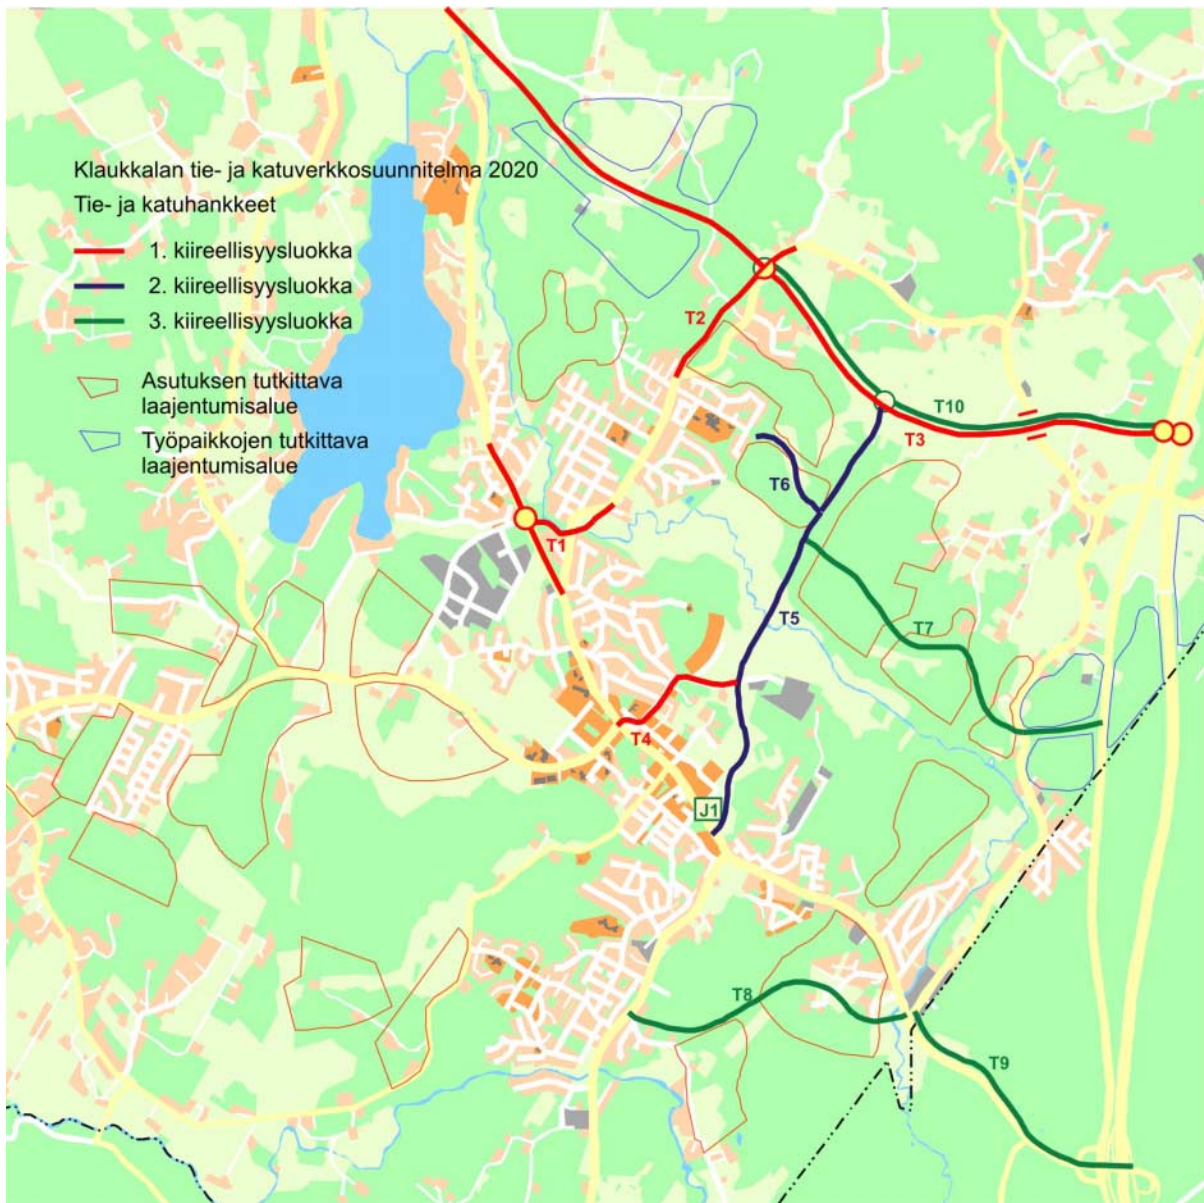 Klaukkalan tie- ja katuverkkosuunnitelma 2020
Tie- ja katuhankkeet
1. kiireellisyysluokka
2. kiireellisyysluokka
3. kiireellisyysluokka
Asutuksen tutkittava
laajentumisalue
Työpaikkojen tutkittava
laajentumisalue
T2
T10
T3
T6
T1
T5
T7
T4
J1
T8
T9